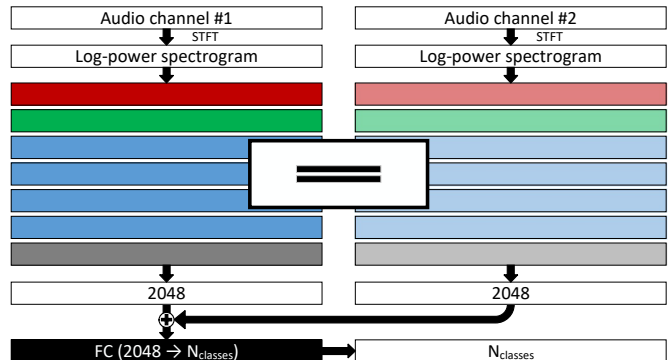 Audio channel #1
STFT
Log-power spectrogram
2048
FC (2048 → Nclasses)
Audio channel #2
STFT
Log-power spectrogram
2048
Nclasses